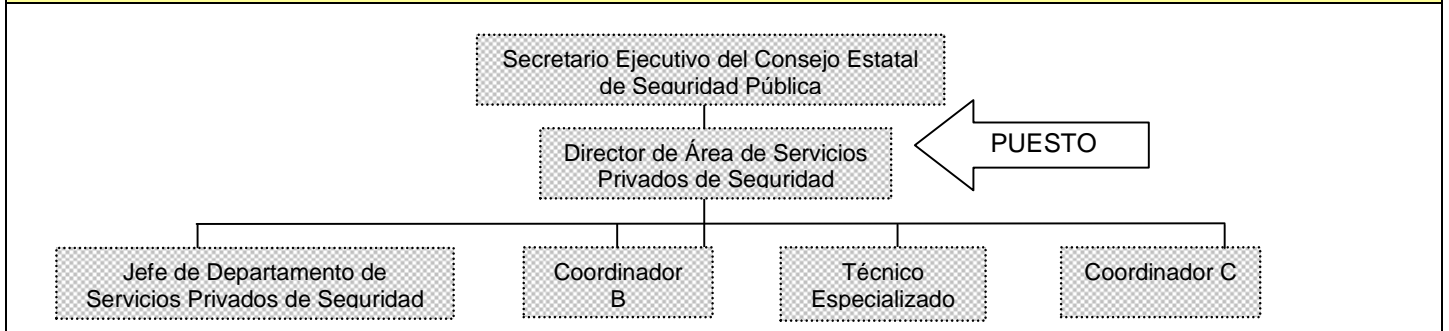 Secretario Ejecutivo del Consejo Estatal
de Seguridad Pública
Director de Área de Servicios
Privados de Seguridad
PUESTO
Jefe de Departamento de
Servicios Privados de Seguridad
Coordinador
B
Técnico
Especializado
Coordinador C